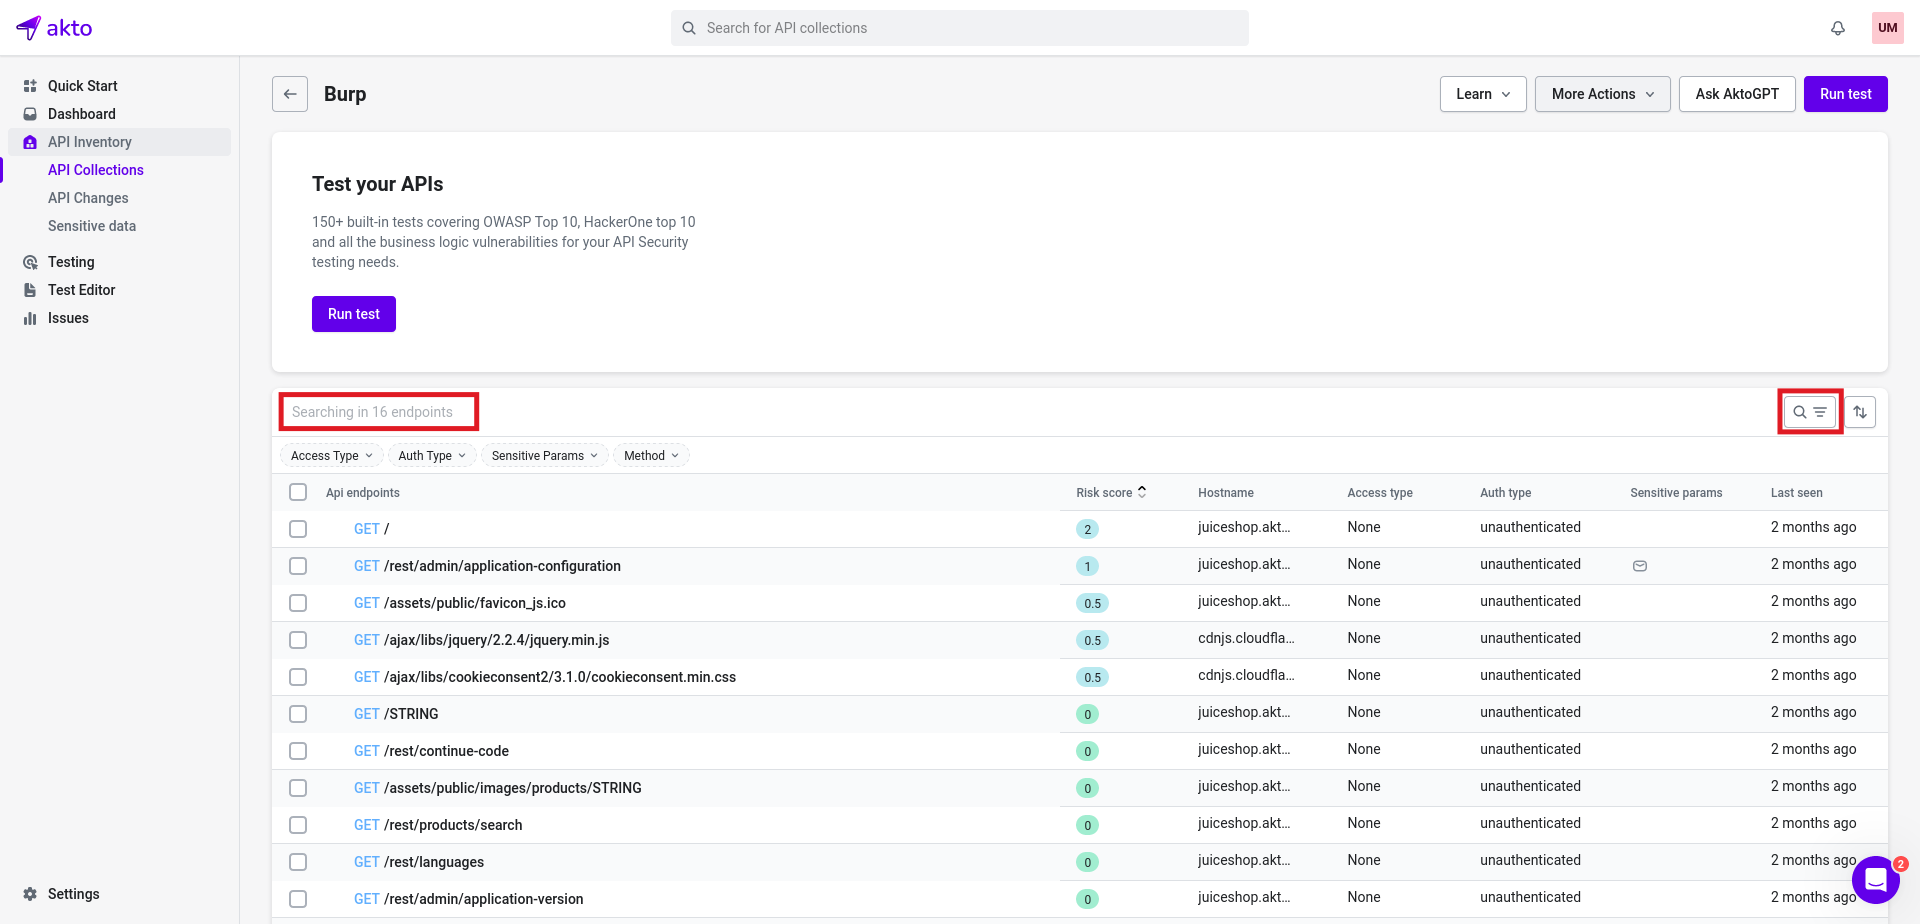 akto
Search for API collections
UM
Quick Start
Dashboard
API Inventory
API Collections
API Changes
Sensitive data
Testing
Test Editor
Issues
Settings
Burp
Learn
More Actions
Ask AktoGPT
Run test
Test your APIs
150+ built-in tests covering OWASP Top 10, HackerOne top 10
and all the business logic vulnerabilities for your API Security
testing needs.
Run test
Searching in 16 endpoints
Access Type Auth Type Sensitive Params Method
Api endpoints Risk score Hostname Access type Auth type Sensitive params Last seen
GET / 2 juiceshop.akt... None unauthenticated 2 months ago
GET /rest/admin/application-configuration 1 juiceshop.akt... None unauthenticated 2 months ago
GET /assets/public/favicon_js.ico 0.5 juiceshop.akt... None unauthenticated 2 months ago
GET /ajax/libs/jquery/2.2.4/jquery.min.js 0.5 cdnjs.cloudfla... None unauthenticated 2 months ago
GET /ajax/libs/cookieconsent2/3.1.0/cookieconsent.min.css 0.5 cdnjs.cloudfla... None unauthenticated 2 months ago
GET /STRING 0 juiceshop.akt... None unauthenticated 2 months ago
GET /rest/continue-code 0 juiceshop.akt... None unauthenticated 2 months ago
GET /assets/public/images/products/STRING 0 juiceshop.akt... None unauthenticated 2 months ago
GET /rest/products/search 0 juiceshop.akt... None unauthenticated 2 months ago
GET /rest/languages 0 juiceshop.akt... None unauthenticated 2 months ago
GET /rest/admin/application-version 0 juiceshop.akt... None unauthenticated 2 months ago
2